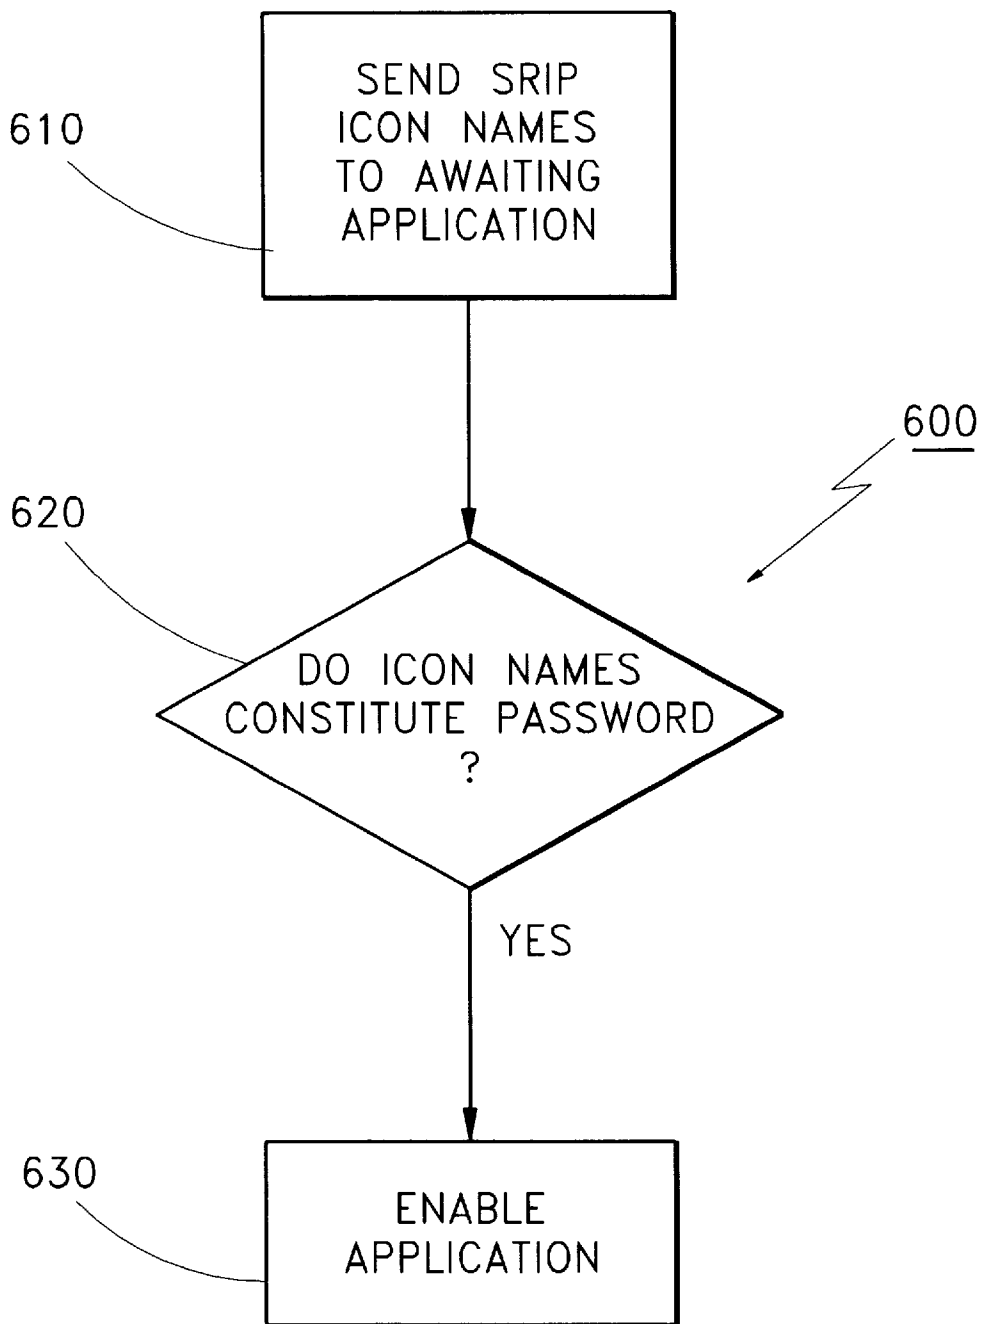 SEND SRIP
ICON NAMES
TO AWAITING
APPLICATION
610
600
620
DO ICON NAMES
CONSTITUTE PASSWORD
?
YES
630
ENABLE
APPLICATION